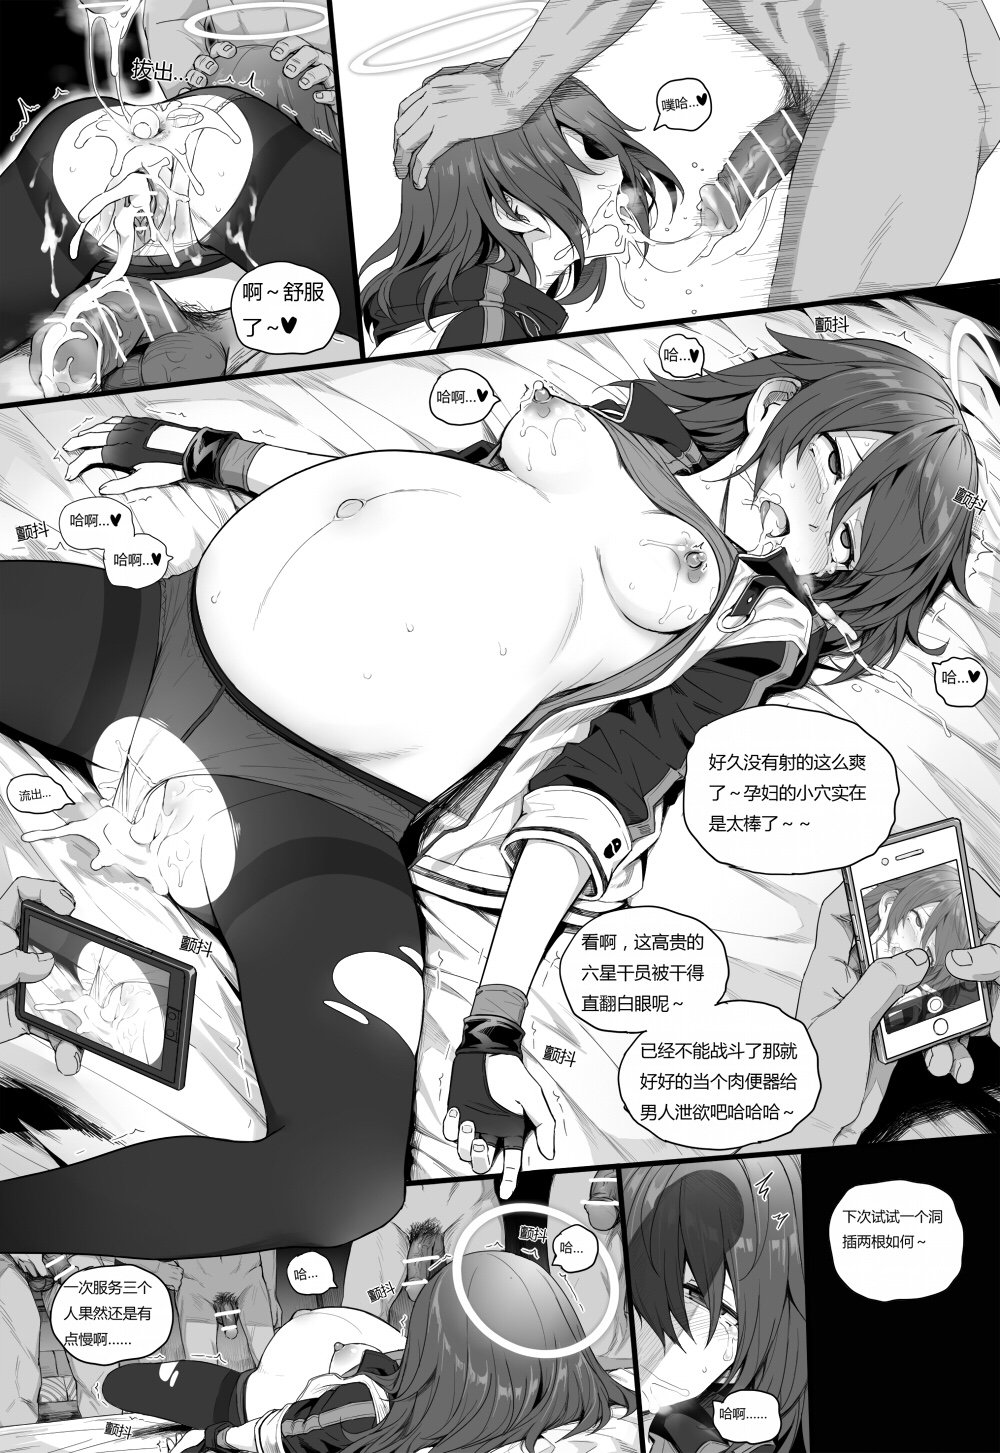 拔出…
噗哈…♥
啊～舒服
了～♥
颤抖
哈…♥
哈啊…♥
颤抖
哈啊…♥
颤抖
哈啊…♥
哈…♥
好久没有射的这么爽
了～孕妇的小穴实在
是太棒了～～
流出…
颤抖
看啊，这高贵的
六星干员被干得
直翻白眼呢～
颤抖
已经不能战斗了那就
好好的当个肉便器给
男人泄欲吧哈哈哈～
颤抖
哈…
哈…
颤抖
一次服务三个
人果然还是有
点慢啊……
颤抖
哈啊……
下次试试一个洞
插两根如何～